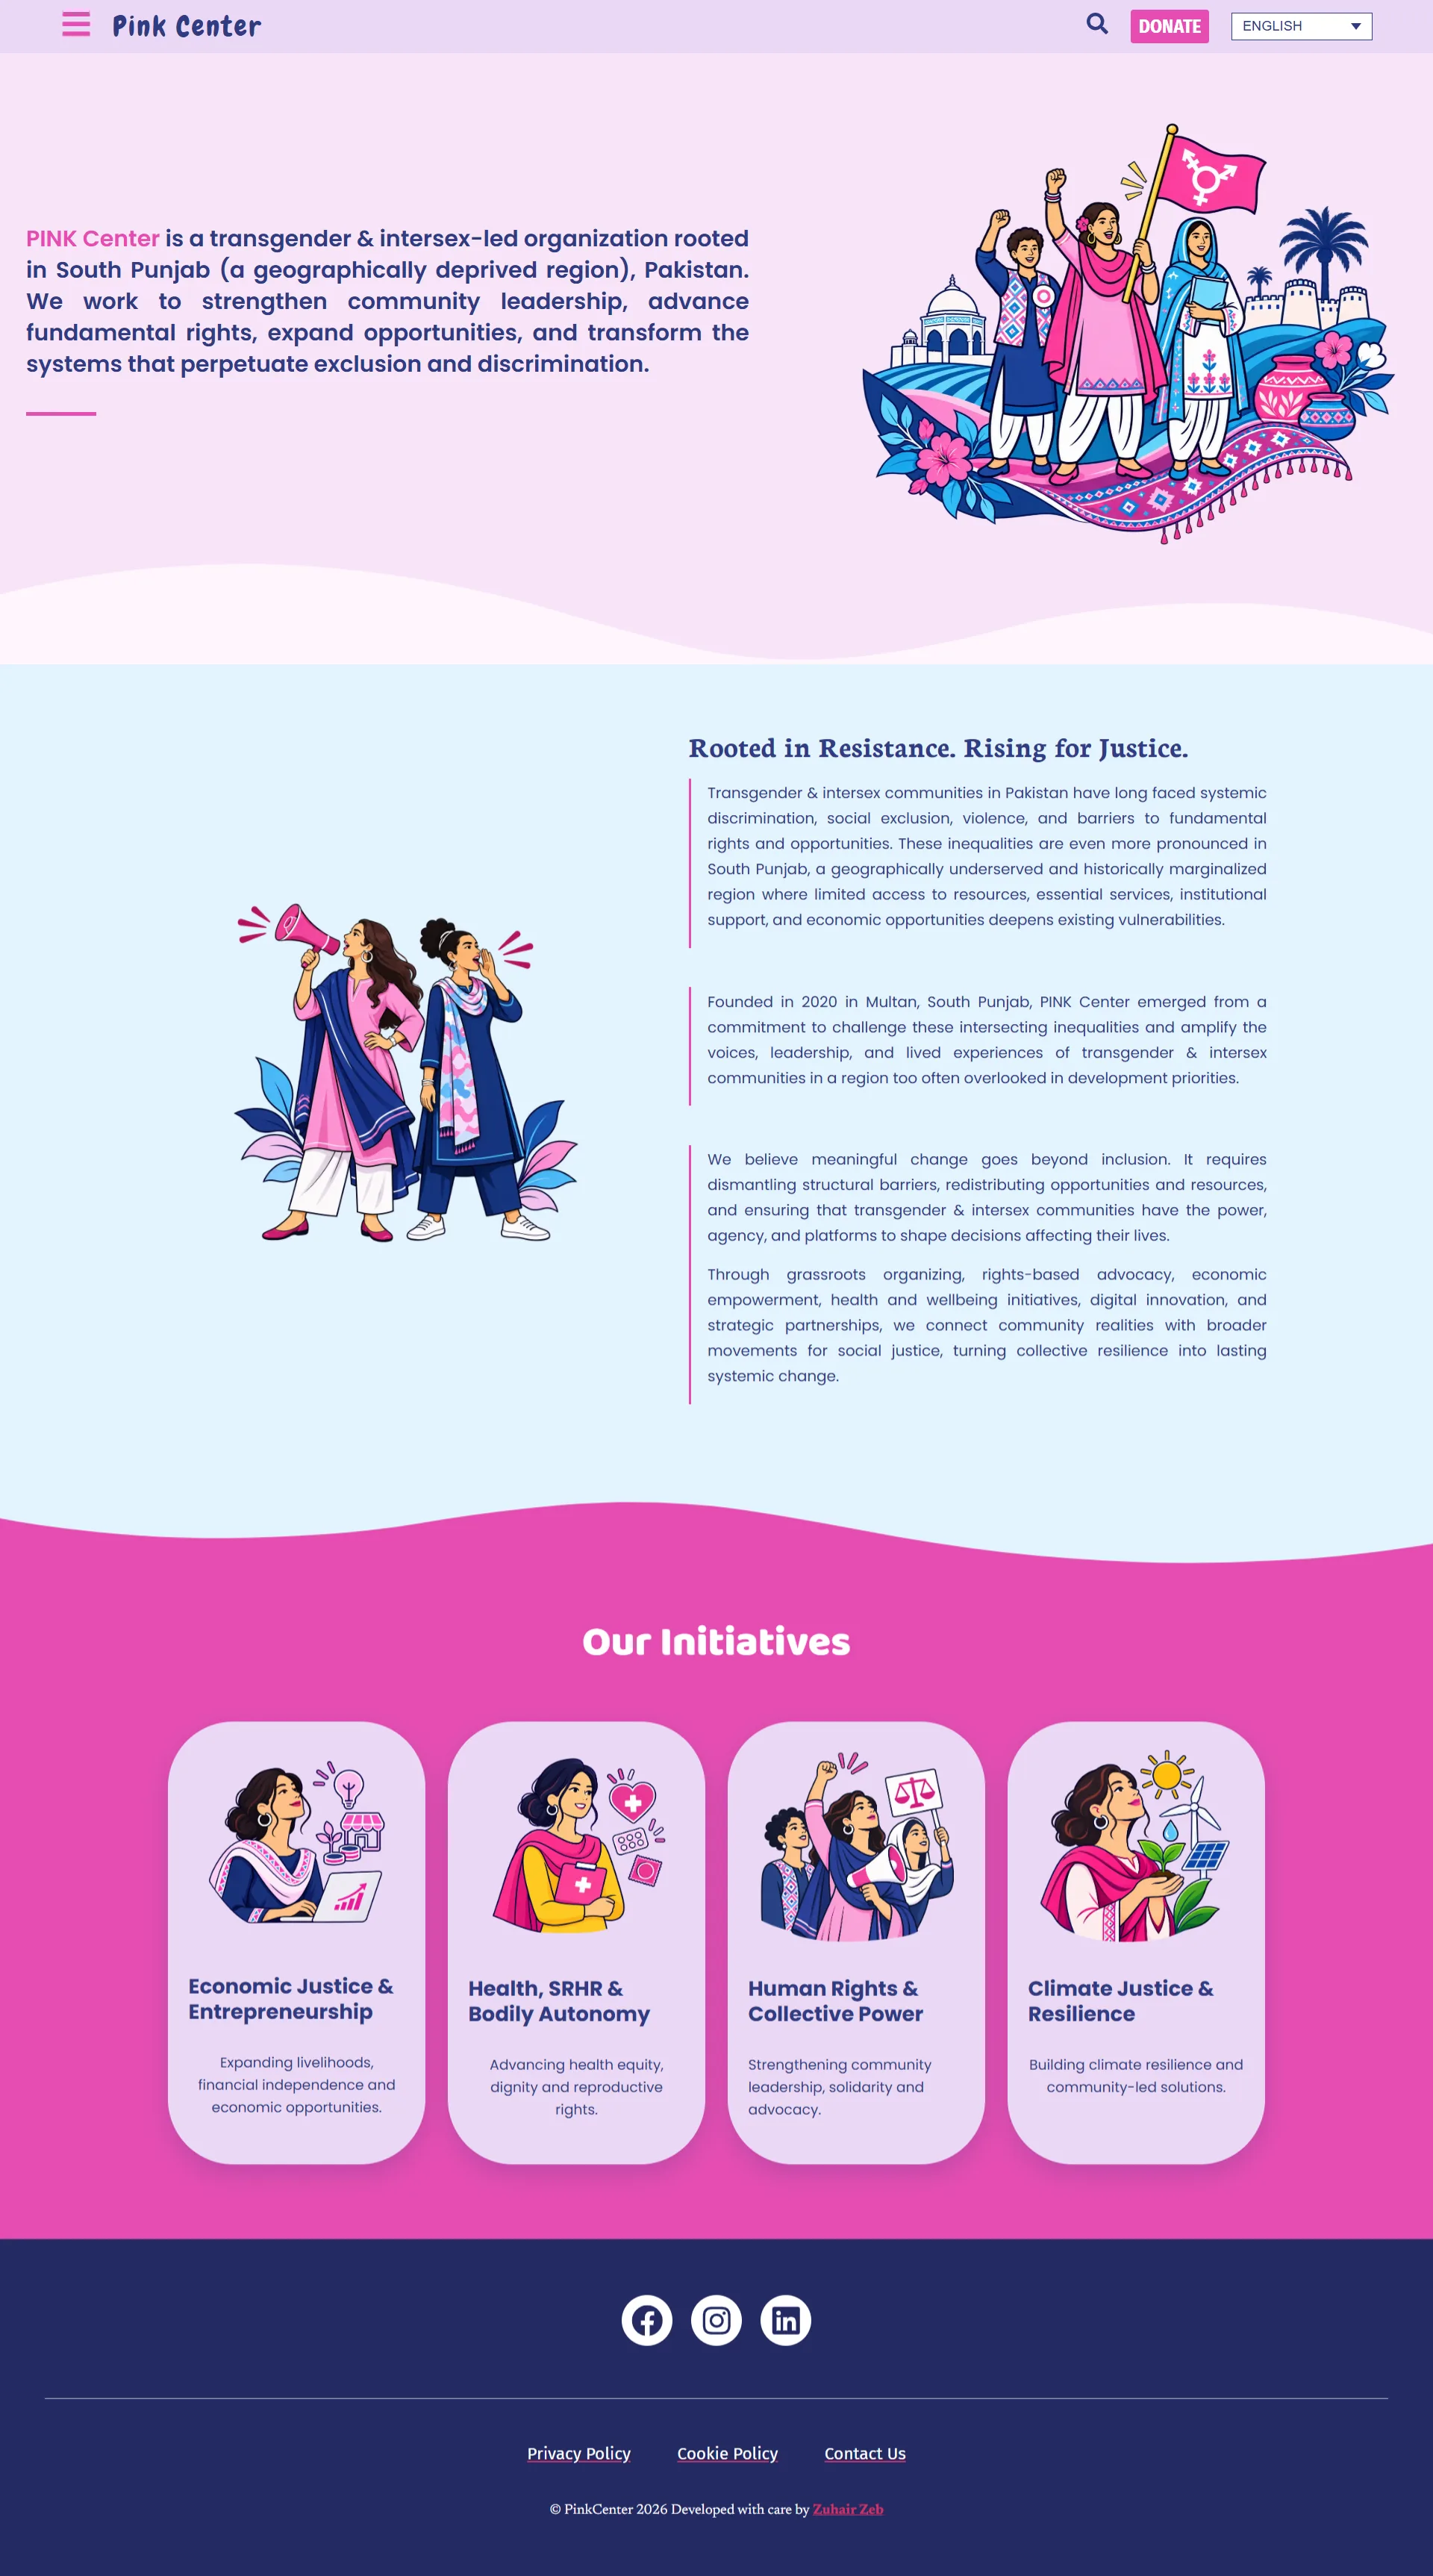 Pink Center
DONATE
ENGLISH
PINK Center is a transgender & intersex-led organization rooted
in South Punjab (a geographically deprived region), Pakistan.
We work to strengthen community leadership, advance
fundamental rights, expand opportunities, and transform the
systems that perpetuate exclusion and discrimination.
Rooted in Resistance. Rising for Justice.
Transgender & intersex communities in Pakistan have long faced systemic
discrimination, social exclusion, violence, and barriers to fundamental
rights and opportunities. These inequalities are even more pronounced in
South Punjab, a geographically underserved and historically marginalized
region where limited access to resources, essential services, institutional
support, and economic opportunities deepens existing vulnerabilities.
Founded in 2020 in Multan, South Punjab, PINK Center emerged from a
commitment to challenge these intersecting inequalities and amplify the
voices, leadership, and lived experiences of transgender & intersex
communities in a region too often overlooked in development priorities.
We believe meaningful change goes beyond inclusion. It requires
dismantling structural barriers, redistributing opportunities and resources,
and ensuring that transgender & intersex communities have the power,
agency, and platforms to shape decisions affecting their lives.
Through grassroots organizing, rights-based advocacy, economic
empowerment, health and wellbeing initiatives, digital innovation, and
strategic partnerships, we connect community realities with broader
movements for social justice, turning collective resilience into lasting
systemic change.
Our Initiatives
Economic Justice &
Entrepreneurship
Expanding livelihoods,
financial independence and
economic opportunities.
Health, SRHR &
Bodily Autonomy
Advancing health equity,
dignity and reproductive
rights.
Human Rights &
Collective Power
Strengthening community
leadership, solidarity and
advocacy.
Climate Justice &
Resilience
Building climate resilience and
community-led solutions.
Privacy Policy
Cookie Policy
Contact Us
© PinkCenter 2026 Developed with care by Zuhair Zeb